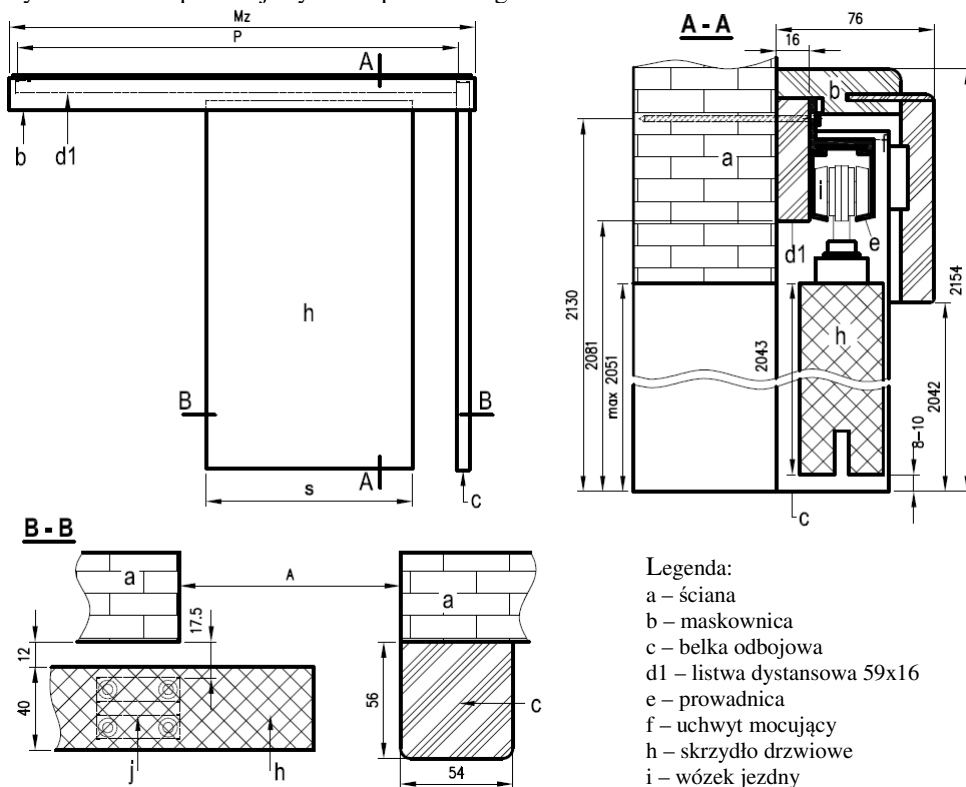 Mz
P
A
b
d1
h
B
B
A
s
c
A - A
76
16
b
a
f
i
e
d1
h
2130
2081
max 2051
2043
2042
2154
8-10
c
B - B
a
A
a
17.5
12
40
56
c
54
j
h
Legenda:
a – ściana
b – maskownica
c – belka odbojowa
d1 – listwa dystansowa 59x16
e – prowadnica
f – uchwyt mocujący
h – skrzydło drzwiowe
i – wózek jezdny